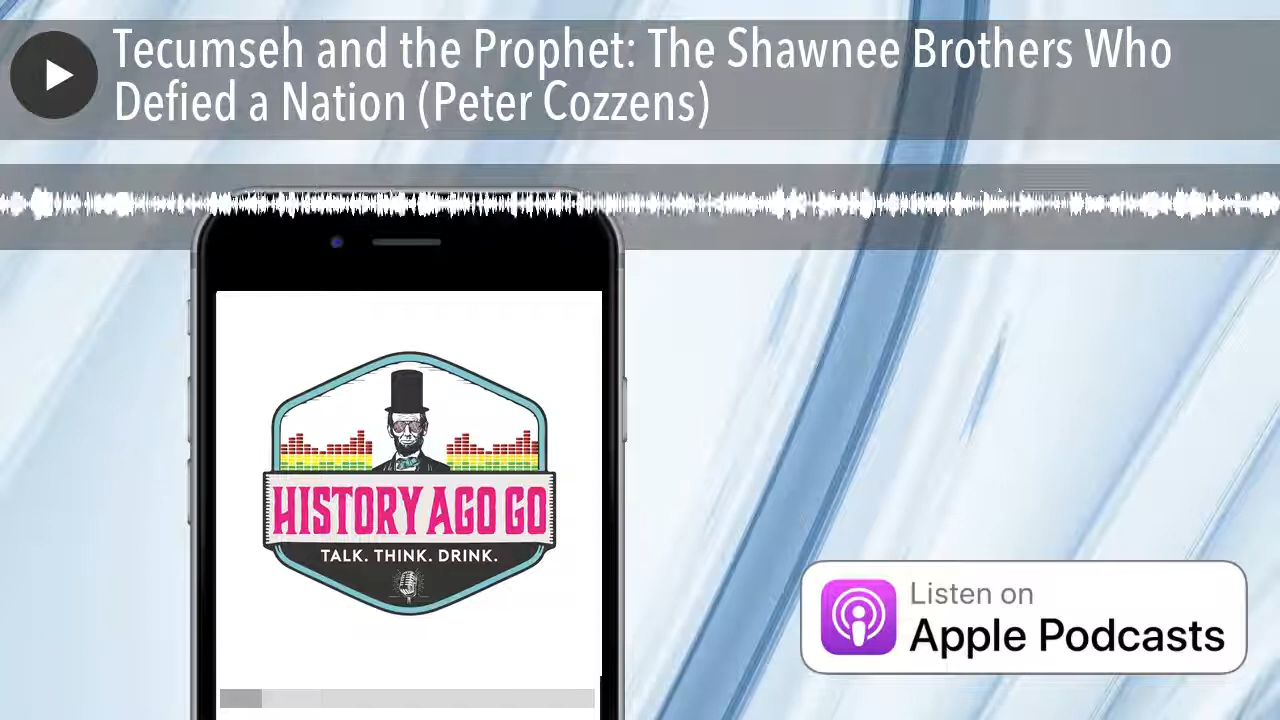 Tecumseh and the Prophet: The Shawnee Brothers Who
Defied a Nation (Peter Cozzens)
HISTORY AGO GO
TALK. THINK. DRINK.
Listen on
Apple Podcasts